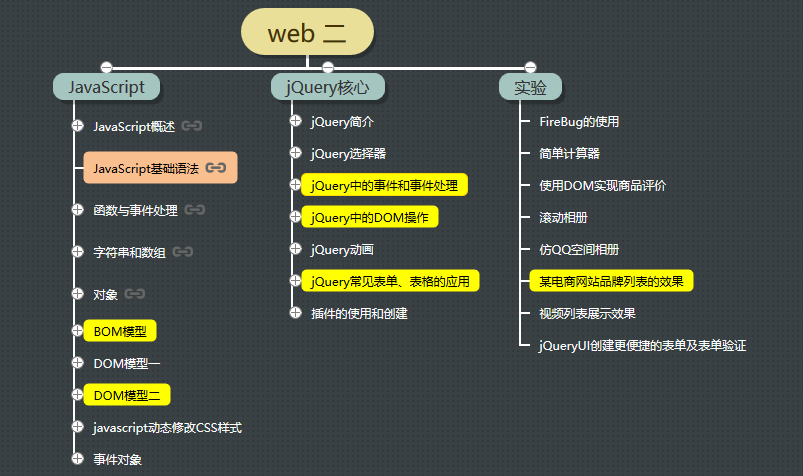 web 二
JavaScript
JavaScript概述
JavaScript基础语法
函数与事件处理
字符串和数组
对象
BOM模型
DOM模型一
DOM模型二
javascript动态修改CSS样式
事件对象
jQuery核心
jQuery简介
jQuery选择器
jQuery中的事件和事件处理
jQuery中的DOM操作
jQuery动画
jQuery常见表单、表格的应用
插件的使用和创建
实验
FireBug的使用
简单计算器
使用DOM实现商品评价
滚动相册
仿QQ空间相册
某电商网站品牌列表的效果
视频列表展示效果
jQueryUI创建更便捷的表单及表单验证